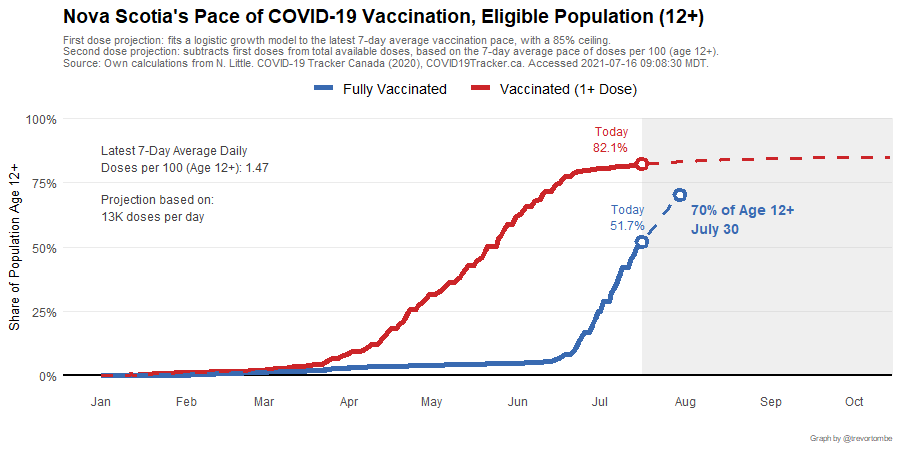 Nova Scotia's Pace of COVID-19 Vaccination, Eligible Population (12+)
First dose projection: fits a logistic growth model to the latest 7-day average vaccination pace, with a 85% ceiling.
Second dose projection: subtracts first doses from total available doses, based on the 7-day average pace of doses per 100 (age 12+).
Source: Own calculations from N. Little. COVID-19 Tracker Canada (2020), COVID19Tracker.ca. Accessed 2021-07-16 09:08:30 MDT.
Fully Vaccinated
Vaccinated (1+ Dose)
Share of Population Age 12+
100%
75%
50%
25%
0%
Latest 7-Day Average Daily
Doses per 100 (Age 12+): 1.47
Projection based on:
13K doses per day
Today
82.1%
Today
51.7%
70% of Age 12+
July 30
Jan Feb Mar Apr May Jun Jul Aug Sep Oct
Graph by @trevortombe